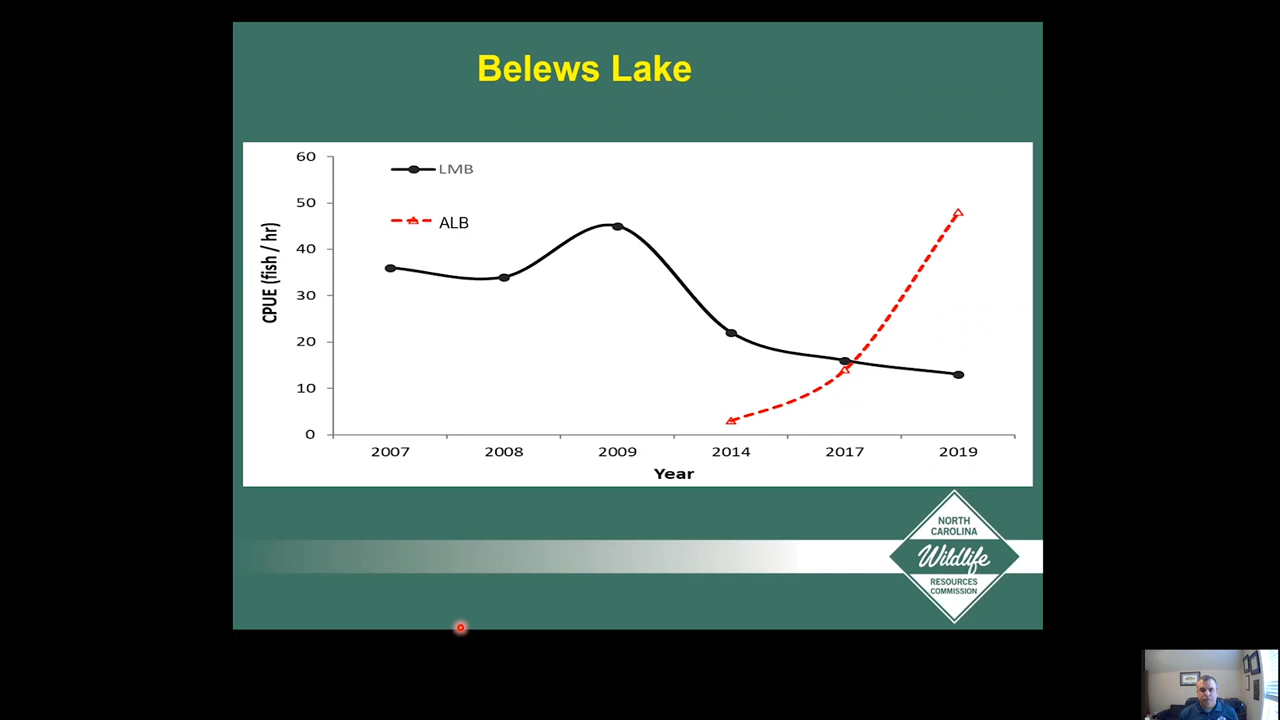 Belews Lake
60
50
40
30
20
10
0
CPUE (fish / hr)
LMB
ALB
2007 2008 2009 2014 2017 2019
Year
NORTH
CAROLINA
Wildlife
RESOURCES
COMMISSION